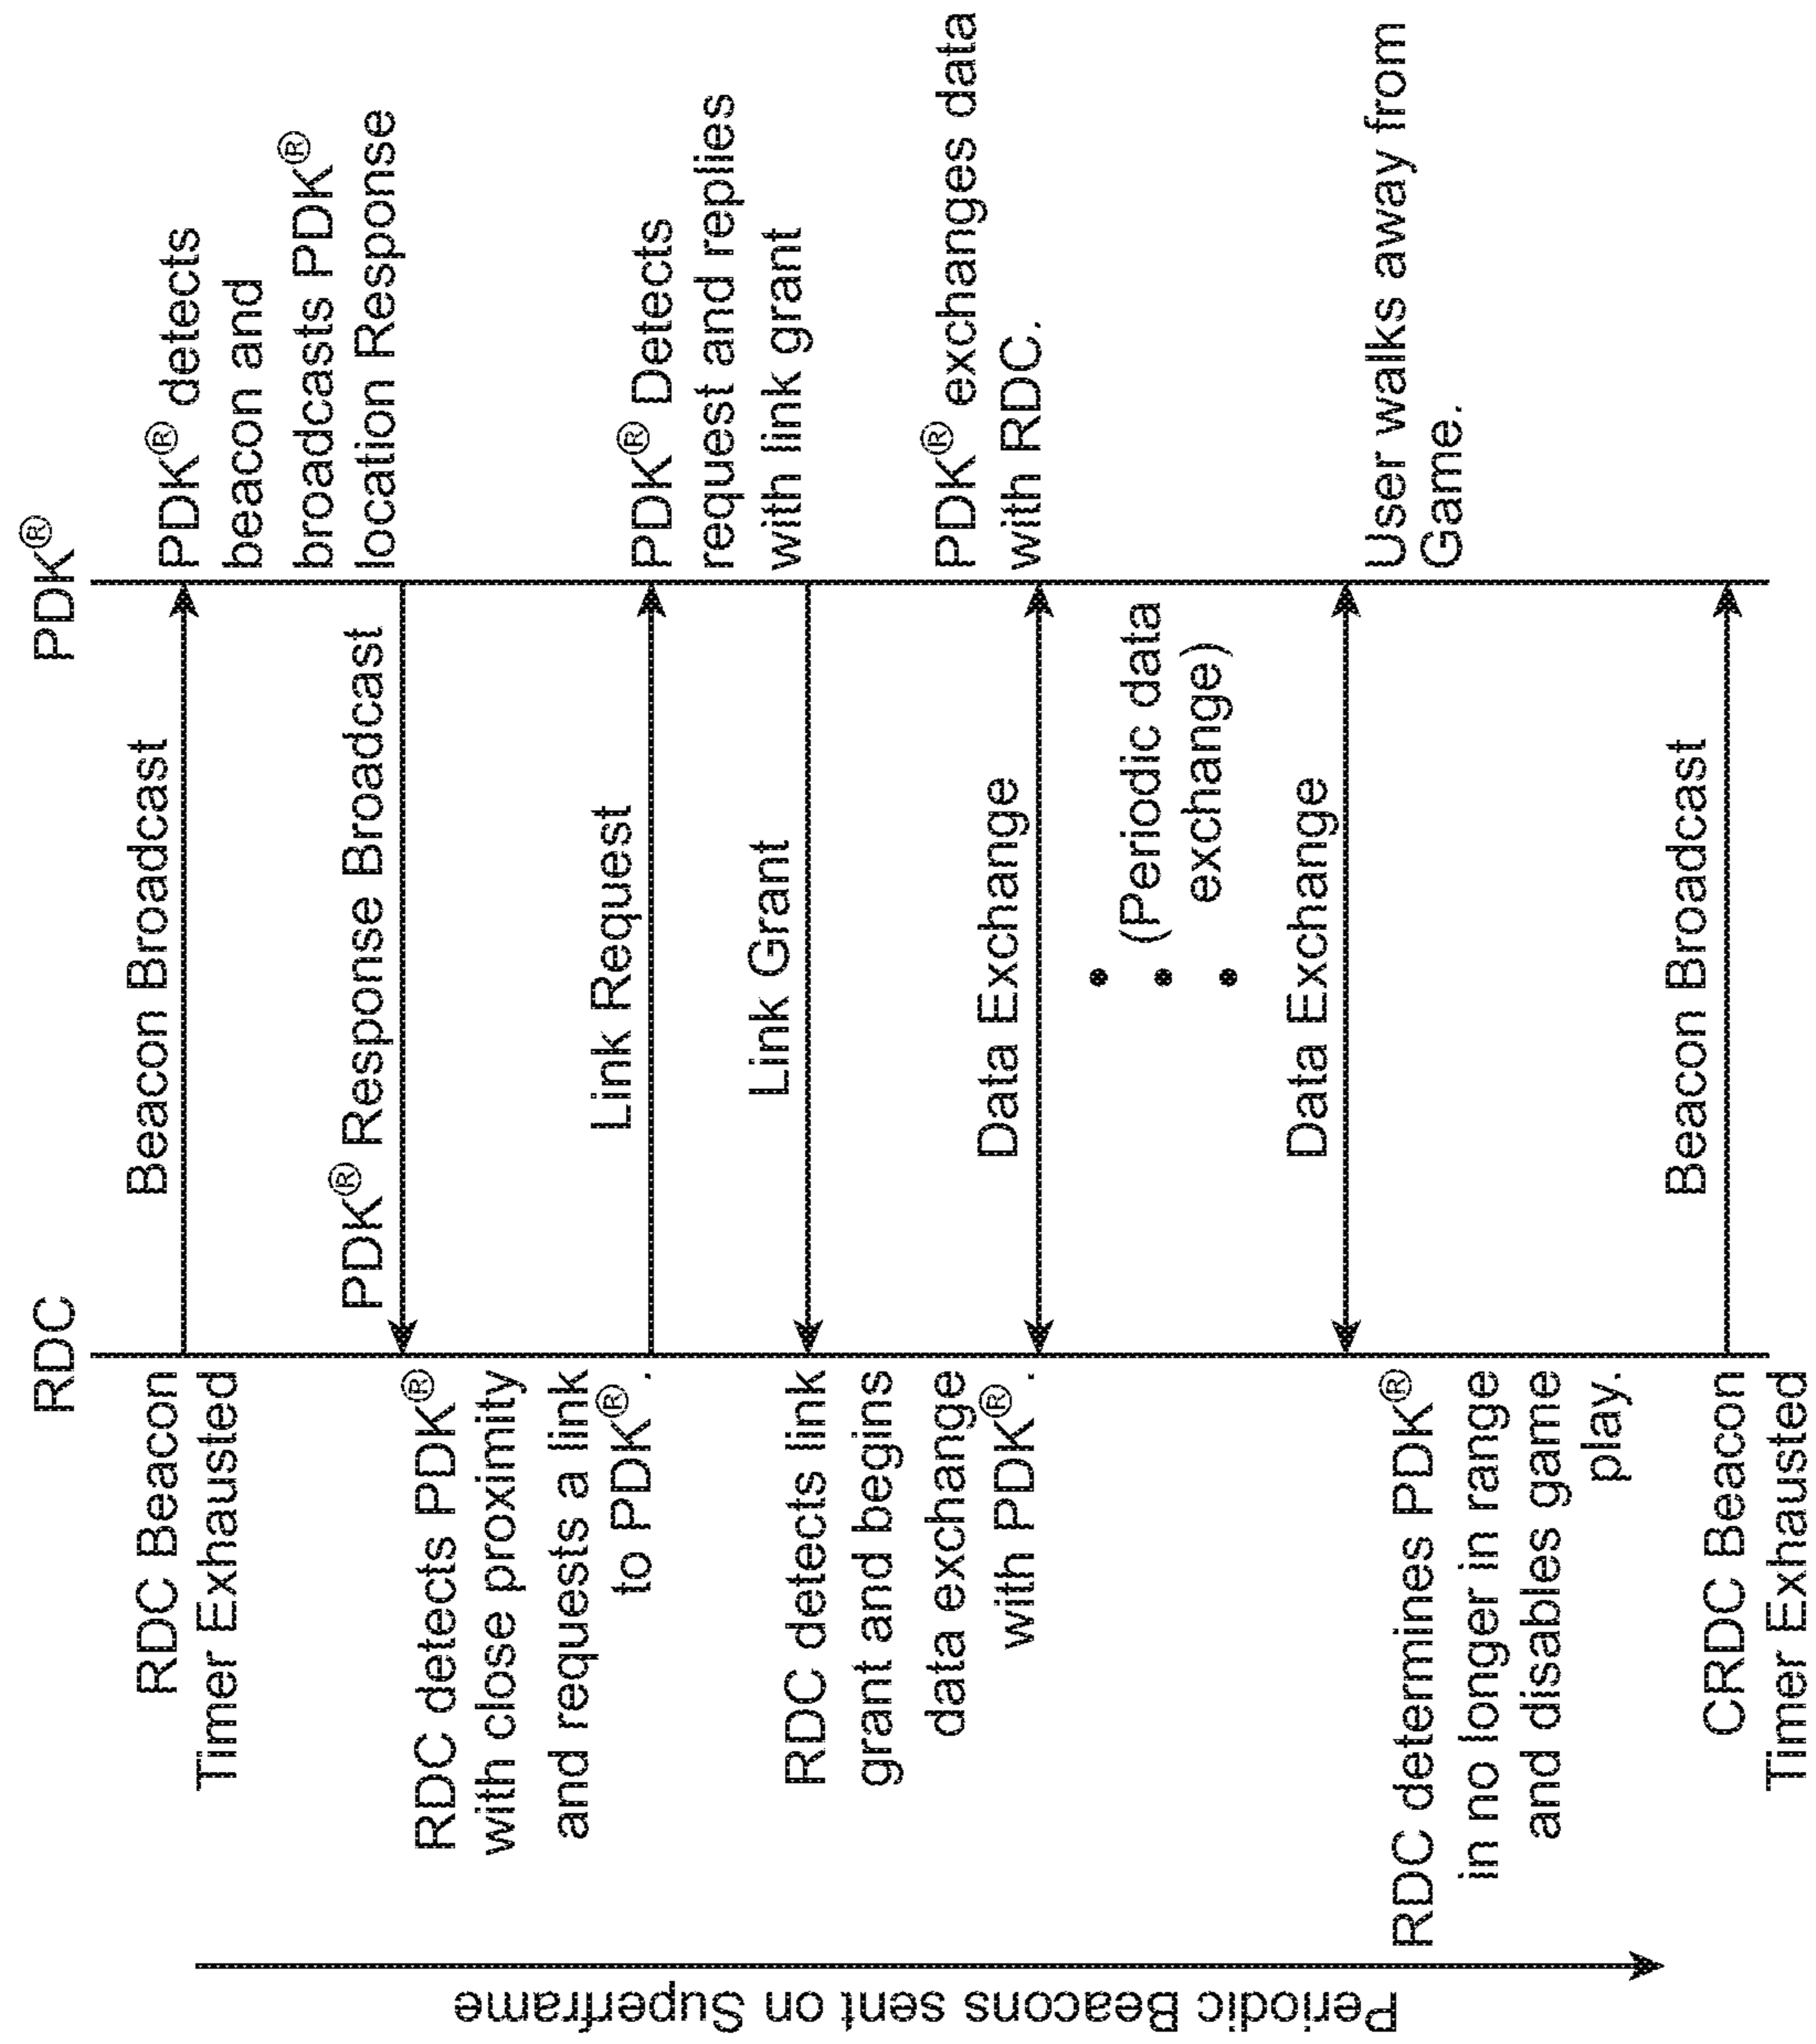 RDC
PDK®
RDC Beacon
Timer Exhausted
Beacon Broadcast
PDK® detects
beacon and
broadcasts PDK®
location Response
PDK® Response Broadcast
RDC detects PDK®
with close proximity
and requests a link
to PDK®.
Link Request
PDK® Detects
request and replies
with link grant
Link Grant
RDC detects link
grant and begins
data exchange
with PDK®.
Data Exchange
PDK® exchanges data
with RDC.
(Periodic data
exchange)
Data Exchange
User walks away from
Game.
RDC determines PDK®
in no longer in range
and disables game
play.
Beacon Broadcast
CRDC Beacon
Timer Exhausted
Periodic Beacons sent on Superframe